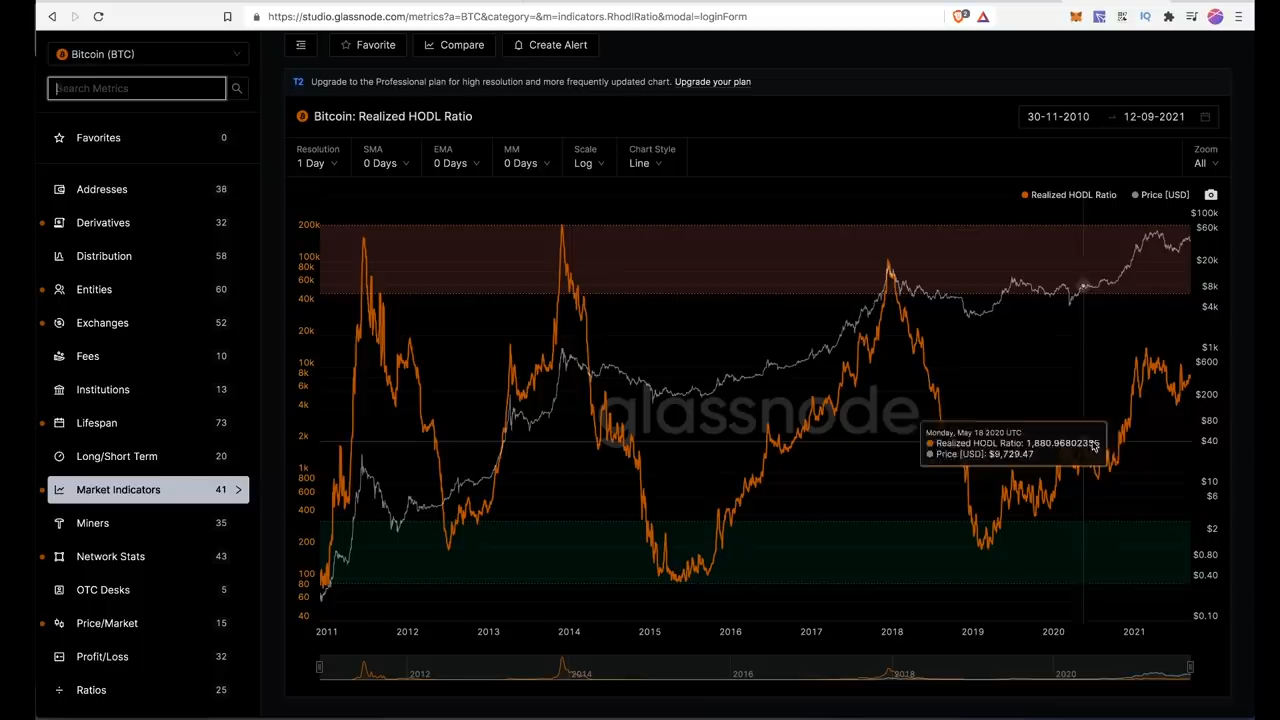 https://studio.glassnode.com/metrics?a=BTC&category=&m=indicators.RhodlRatio&modal=loginForm
2
IQ
Bitcoin (BTC)
Search Metrics
Favorites 0
Addresses 38
Derivatives 32
Distribution 58
Entities 60
Exchanges 52
Fees 10
Institutions 13
Lifespan 73
Long/Short Term 20
Market Indicators 41
Miners 35
Network Stats 43
OTC Desks 5
Price/Market 15
Profit/Loss 32
Ratios 25
Favorite Compare Create Alert
T2 Upgrade to the Professional plan for high resolution and more frequently updated chart. Upgrade your plan
Bitcoin: Realized HODL Ratio 30-11-2010 → 12-09-2021
Resolution SMA EMA MM Scale Chart Style Zoom
1 Day 0 Days 0 Days 0 Days Log Line All
Realized HODL Ratio Price [USD]
200k
100k
80k
60k
40k
20k
10k
8k
6k
4k
2k
1k
800
600
400
200
100
80
60
40
$100k
$60k
$20k
$8k
$4k
$1k
$600
$200
$80
$40
$10
$6
$2
$0.80
$0.40
$0.10
glassnode
Monday, May 18 2020 UTC
Realized HODL Ratio: 1,880.9680233
Price [USD]: $9,729.47
2011 2012 2013 2014 2015 2016 2017 2018 2019 2020 2021
2012 2014 2016 2018 2020